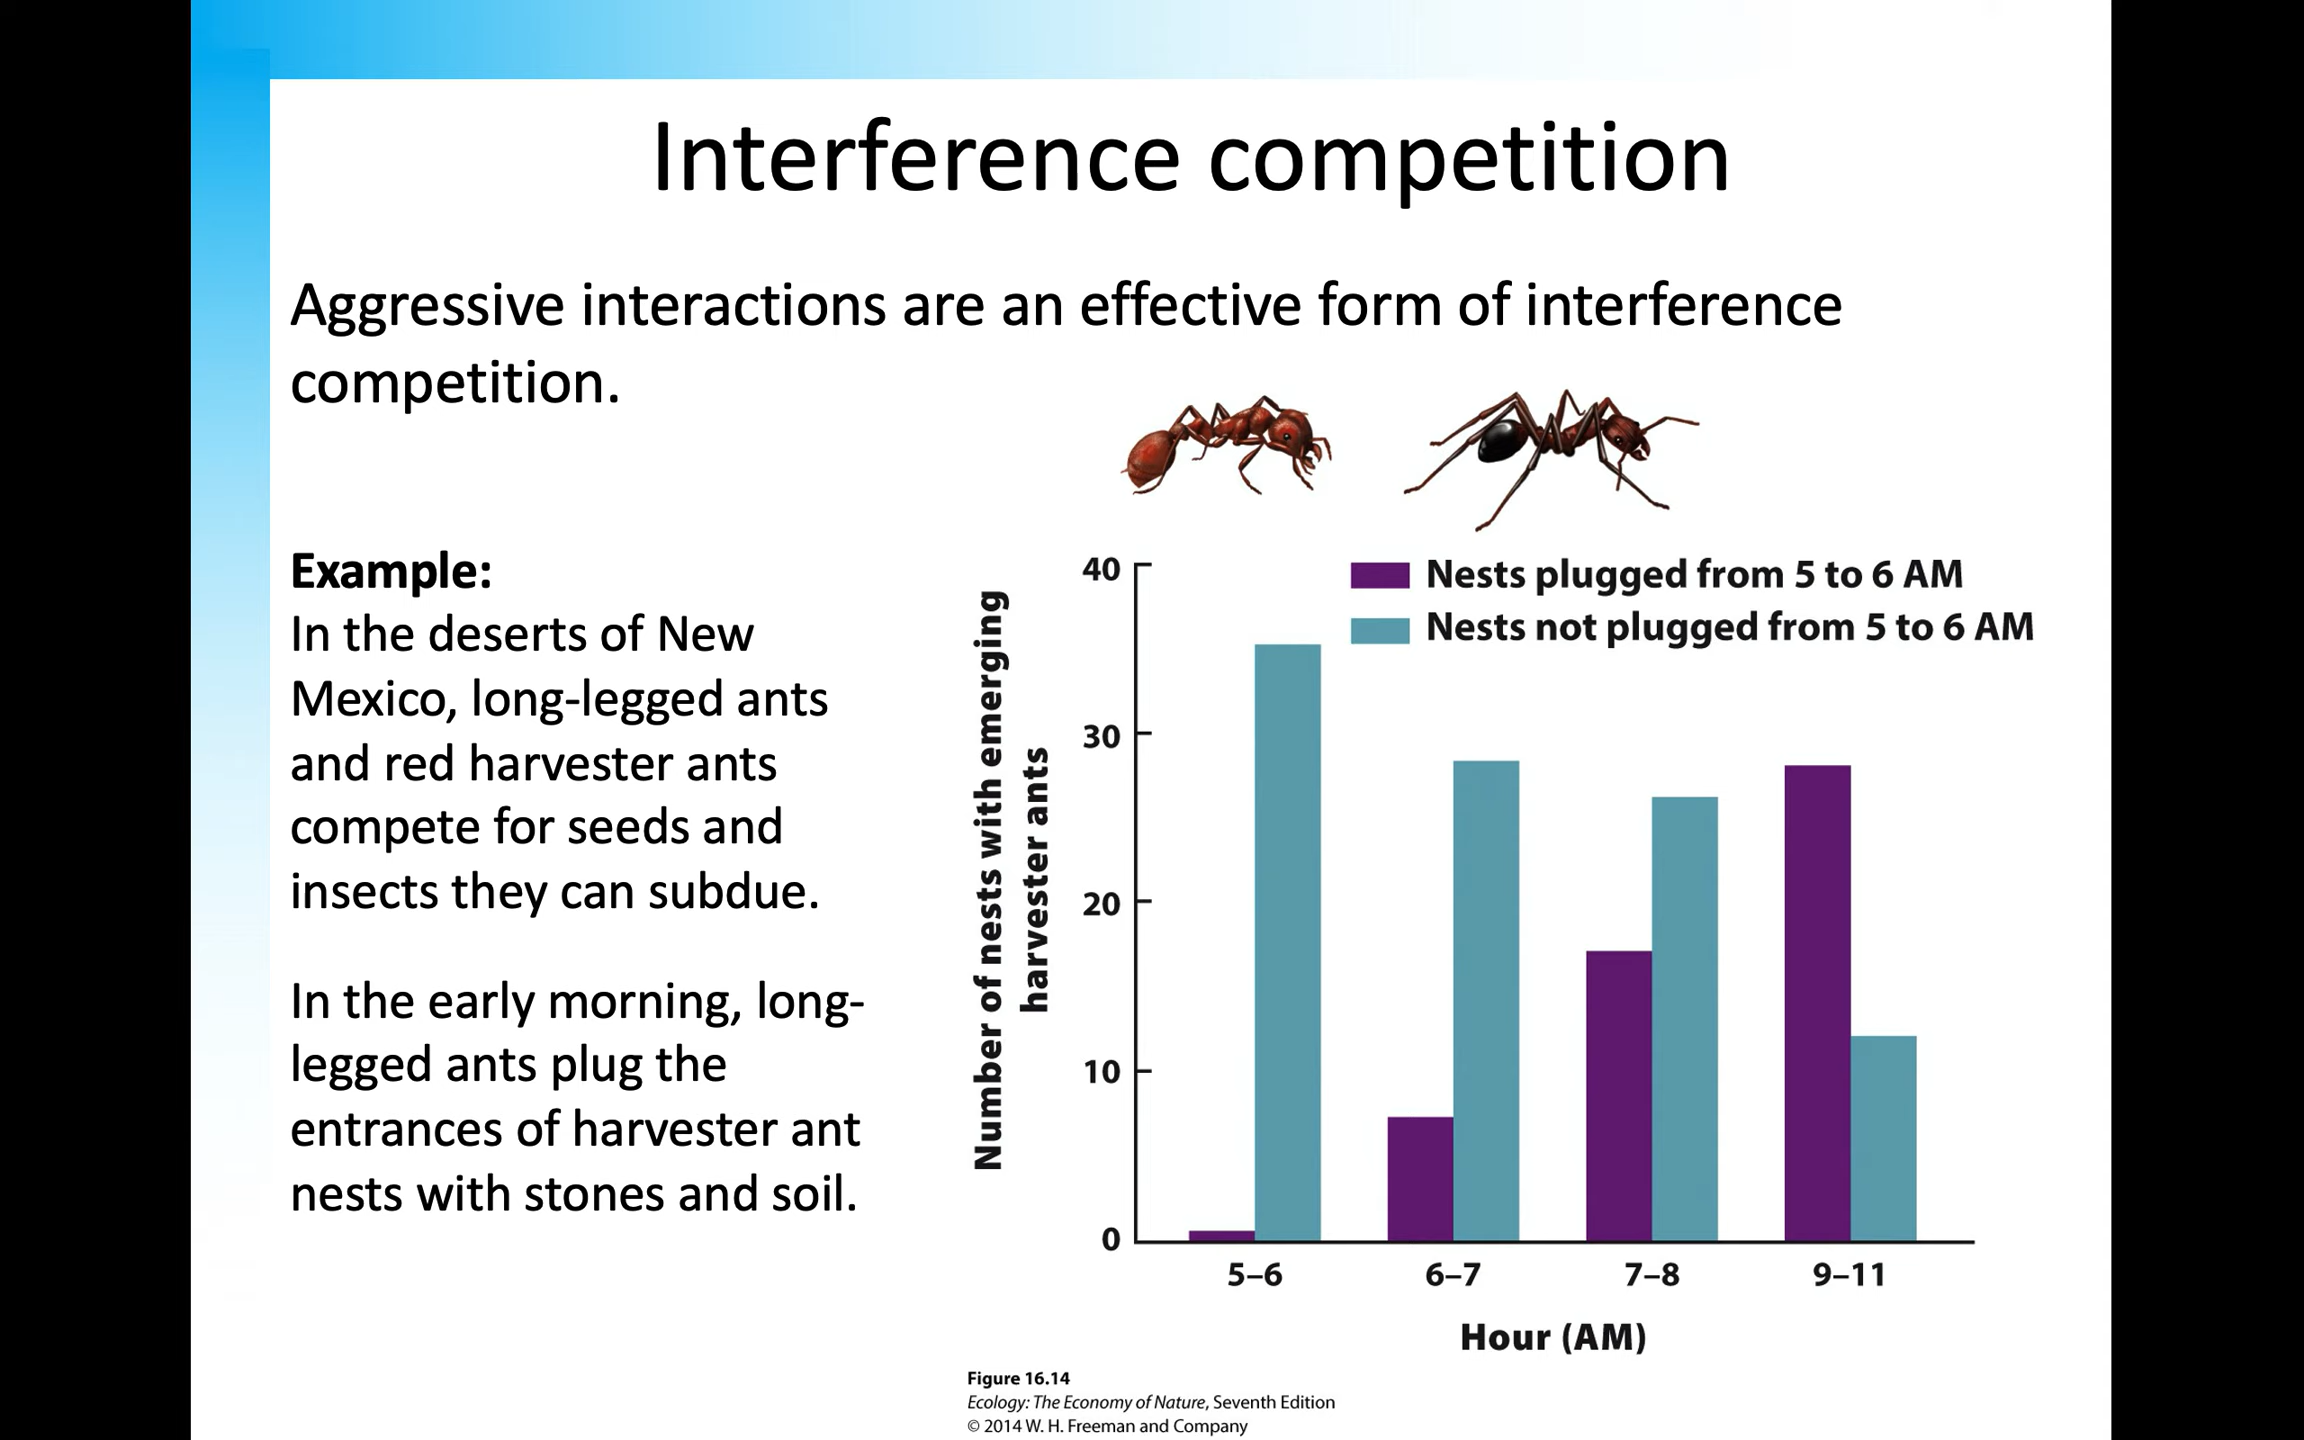 Interference competition
Aggressive interactions are an effective form of interference
competition.
Example:
In the deserts of New
Mexico, long-legged ants
and red harvester ants
compete for seeds and
insects they can subdue.
In the early morning, long-
legged ants plug the
entrances of harvester ant
nests with stones and soil.
Number of nests with emerging
harvester ants
40
30
20
10
0
Nests plugged from 5 to 6 AM
Nests not plugged from 5 to 6 AM
5–6
6–7
7–8
9–11
Hour (AM)
Figure 16.14
Ecology: The Economy of Nature, Seventh Edition
© 2014 W. H. Freeman and Company